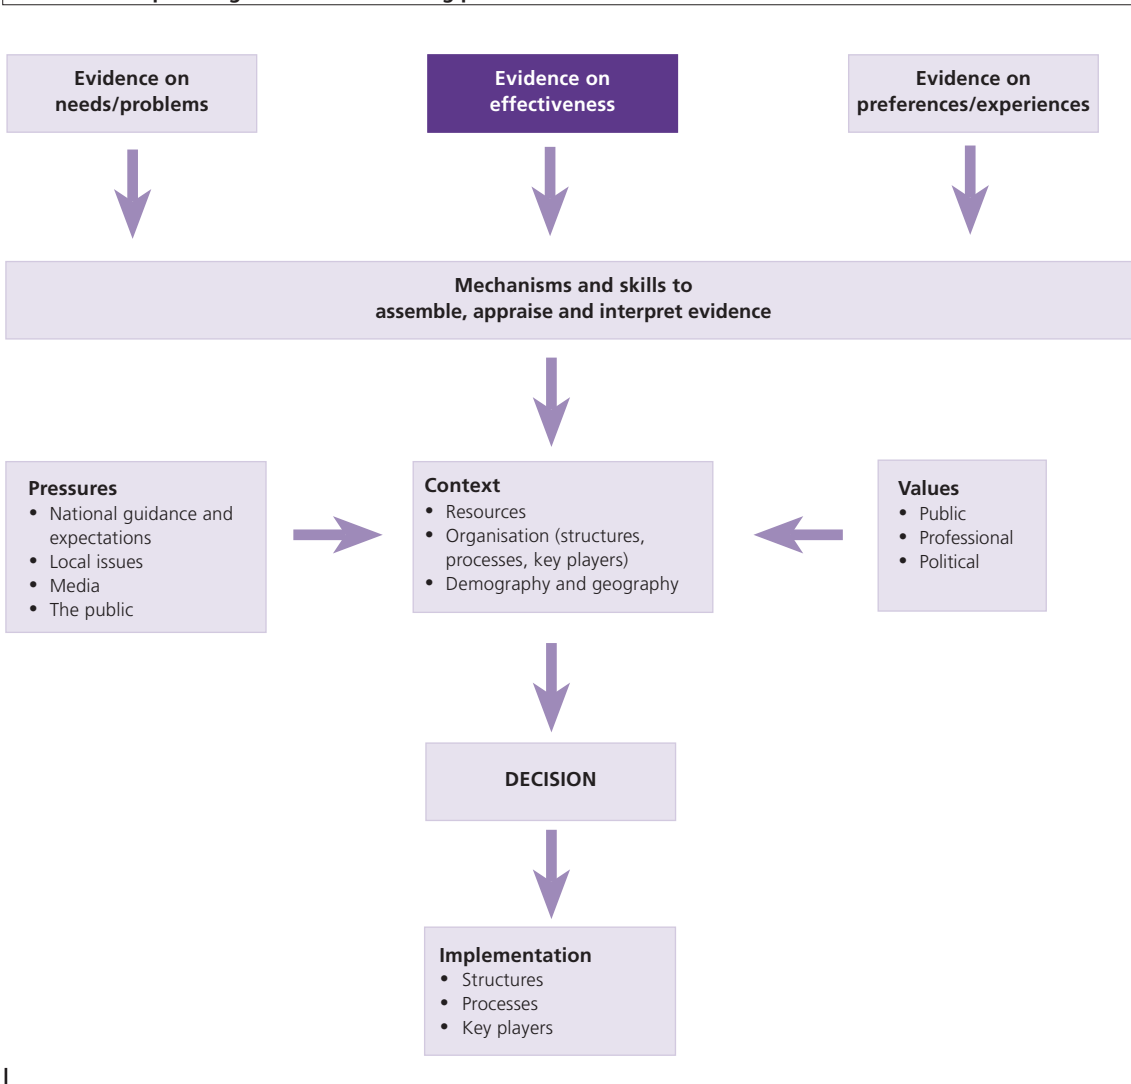 Evidence on
needs/problems
Evidence on
effectiveness
Evidence on
preferences/experiences
Mechanisms and skills to
assemble, appraise and interpret evidence
Pressures
• National guidance and
expectations
• Local issues
• Media
• The public
Context
• Resources
• Organisation (structures,
processes, key players)
• Demography and geography
Values
• Public
• Professional
• Political
DECISION
Implementation
• Structures
• Processes
• Key players